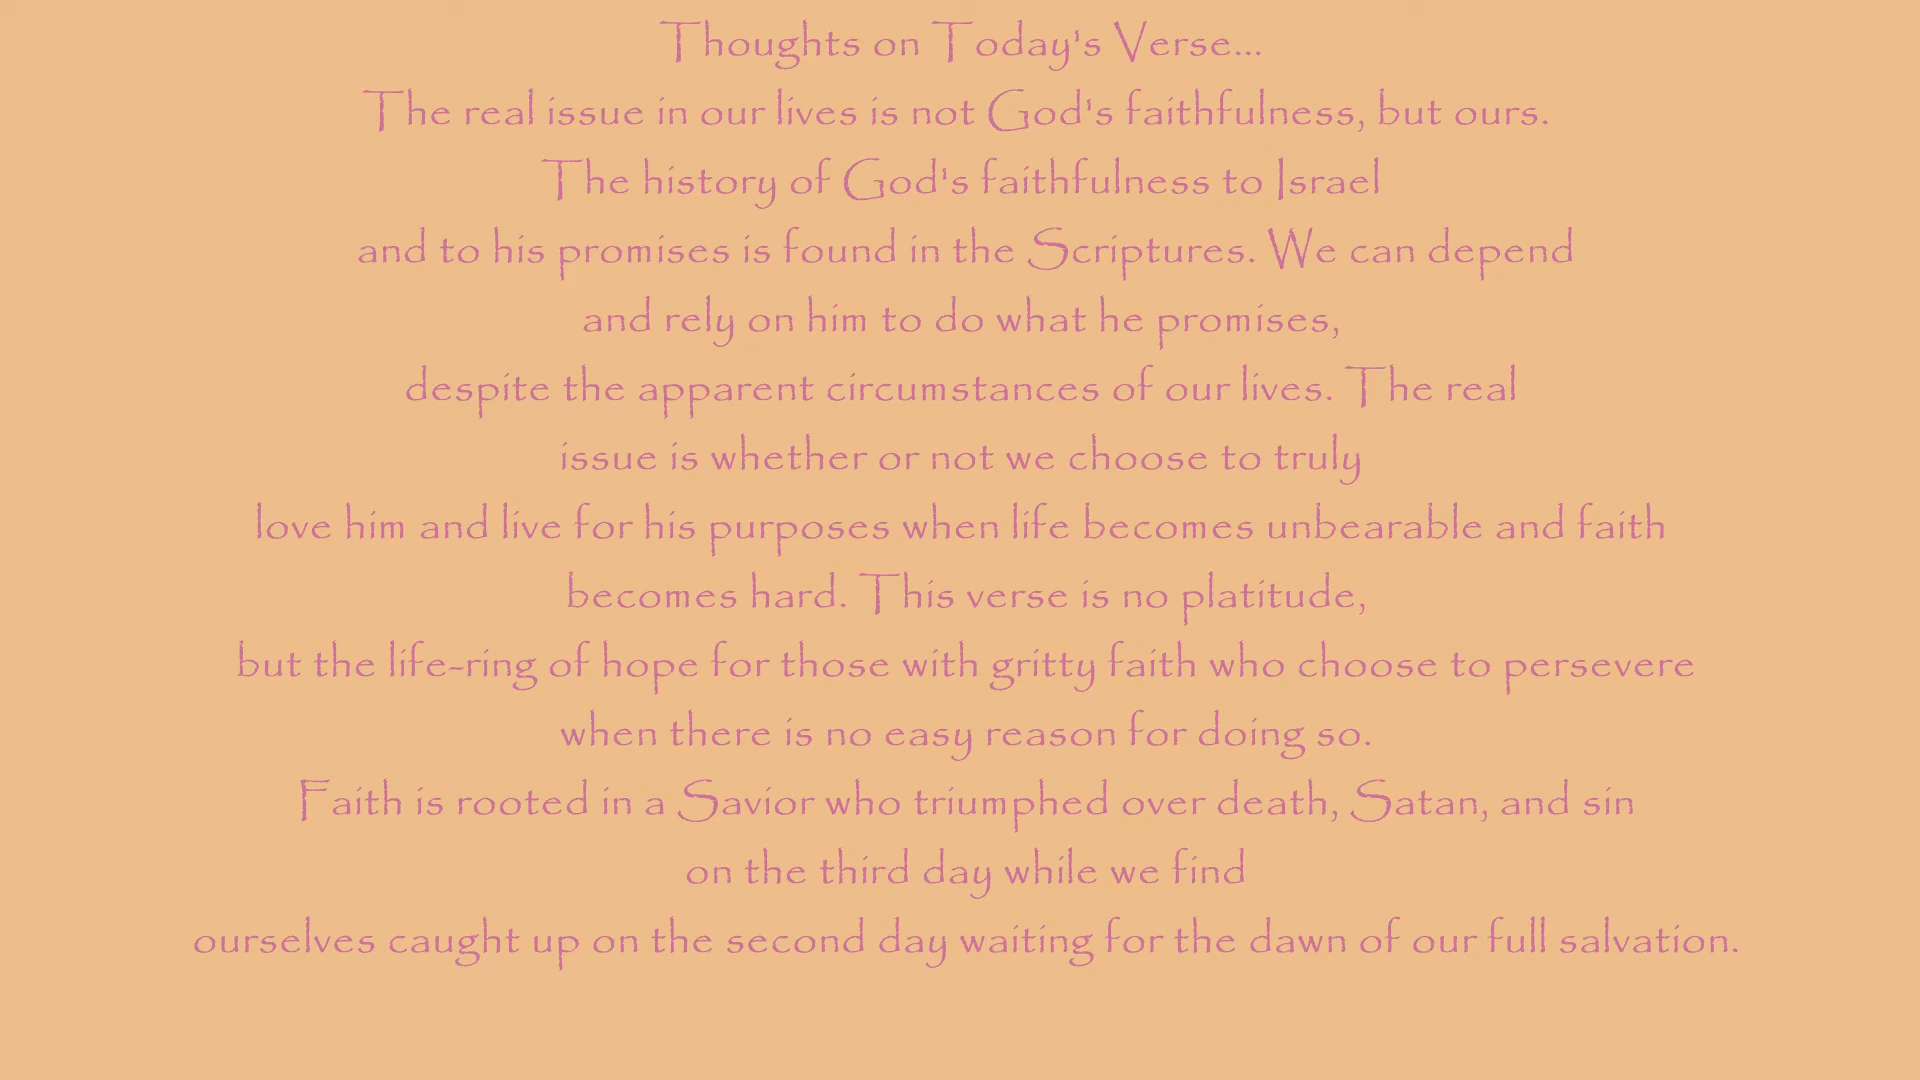 Thoughts on Today's Verse...
The real issue in our lives is not God's faithfulness, but ours.
The history of God's faithfulness to Israel
and to his promises is found in the Scriptures. We can depend
and rely on him to do what he promises,
despite the apparent circumstances of our lives. The real
issue is whether or not we choose to truly
love him and live for his purposes when life becomes unbearable and faith
becomes hard. This verse is no platitude,
but the life-ring of hope for those with gritty faith who choose to persevere
when there is no easy reason for doing so.
Faith is rooted in a Savior who triumphed over death, Satan, and sin
on the third day while we find
ourselves caught up on the second day waiting for the dawn of our full salvation.